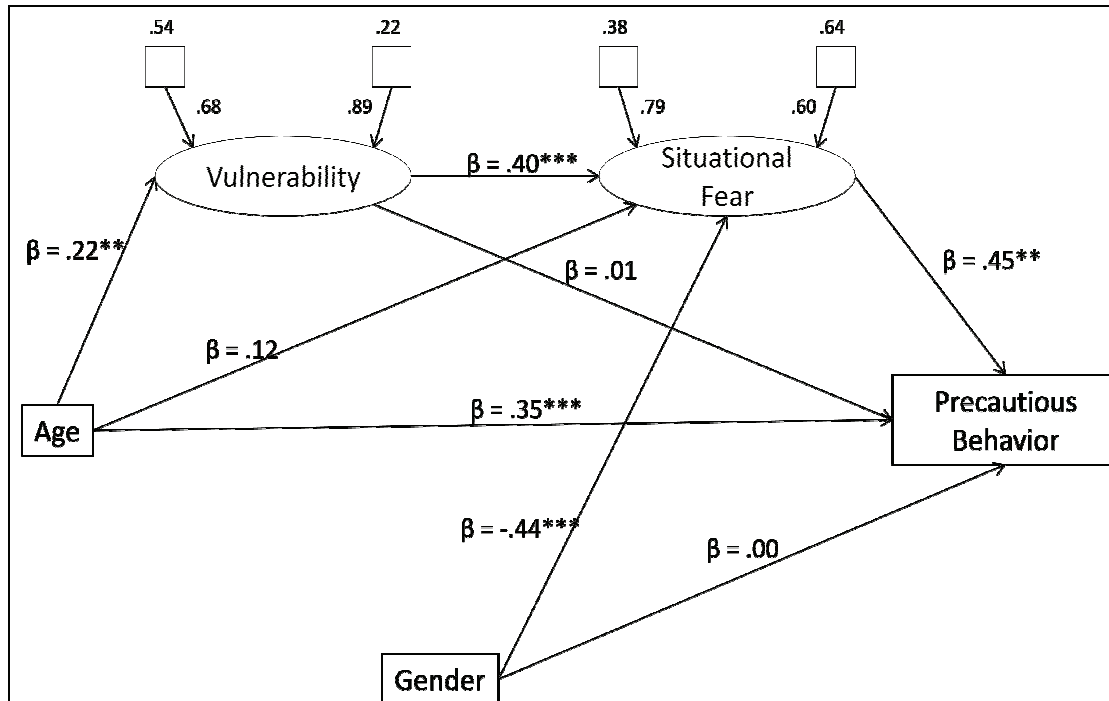 .54
.22
.38
.64
.68
.89
.79
.60
Vulnerability
β = .40***
Situational
Fear
β = .22**
β = .01
β = .45**
β = .12
β = .35***
Age
Precautious
Behavior
β = -.44***
β = .00
Gender